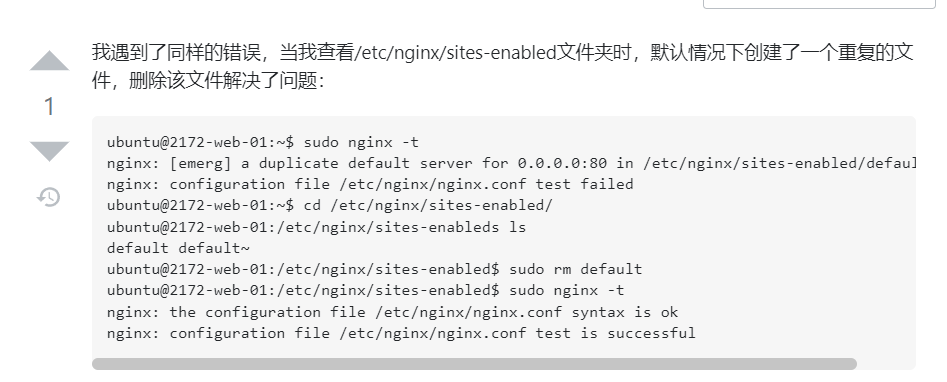 我遇到了同样的错误，当我查看/etc/nginx/sites-enabled文件夹时，默认情况下创建了一个重复的文
件，删除该文件解决了问题：
1
ubuntu@2172-web-01:~$ sudo nginx -t
nginx: [emerg] a duplicate default server for 0.0.0.0:80 in /etc/nginx/sites-enabled/defaul
nginx: configuration file /etc/nginx/nginx.conf test failed
ubuntu@2172-web-01:~$ cd /etc/nginx/sites-enabled/
ubuntu@2172-web-01:/etc/nginx/sites-enableds ls
default default~
ubuntu@2172-web-01:/etc/nginx/sites-enabled$ sudo rm default
ubuntu@2172-web-01:/etc/nginx/sites-enabled$ sudo nginx -t
nginx: the configuration file /etc/nginx/nginx.conf syntax is ok
nginx: configuration file /etc/nginx/nginx.conf test is successful